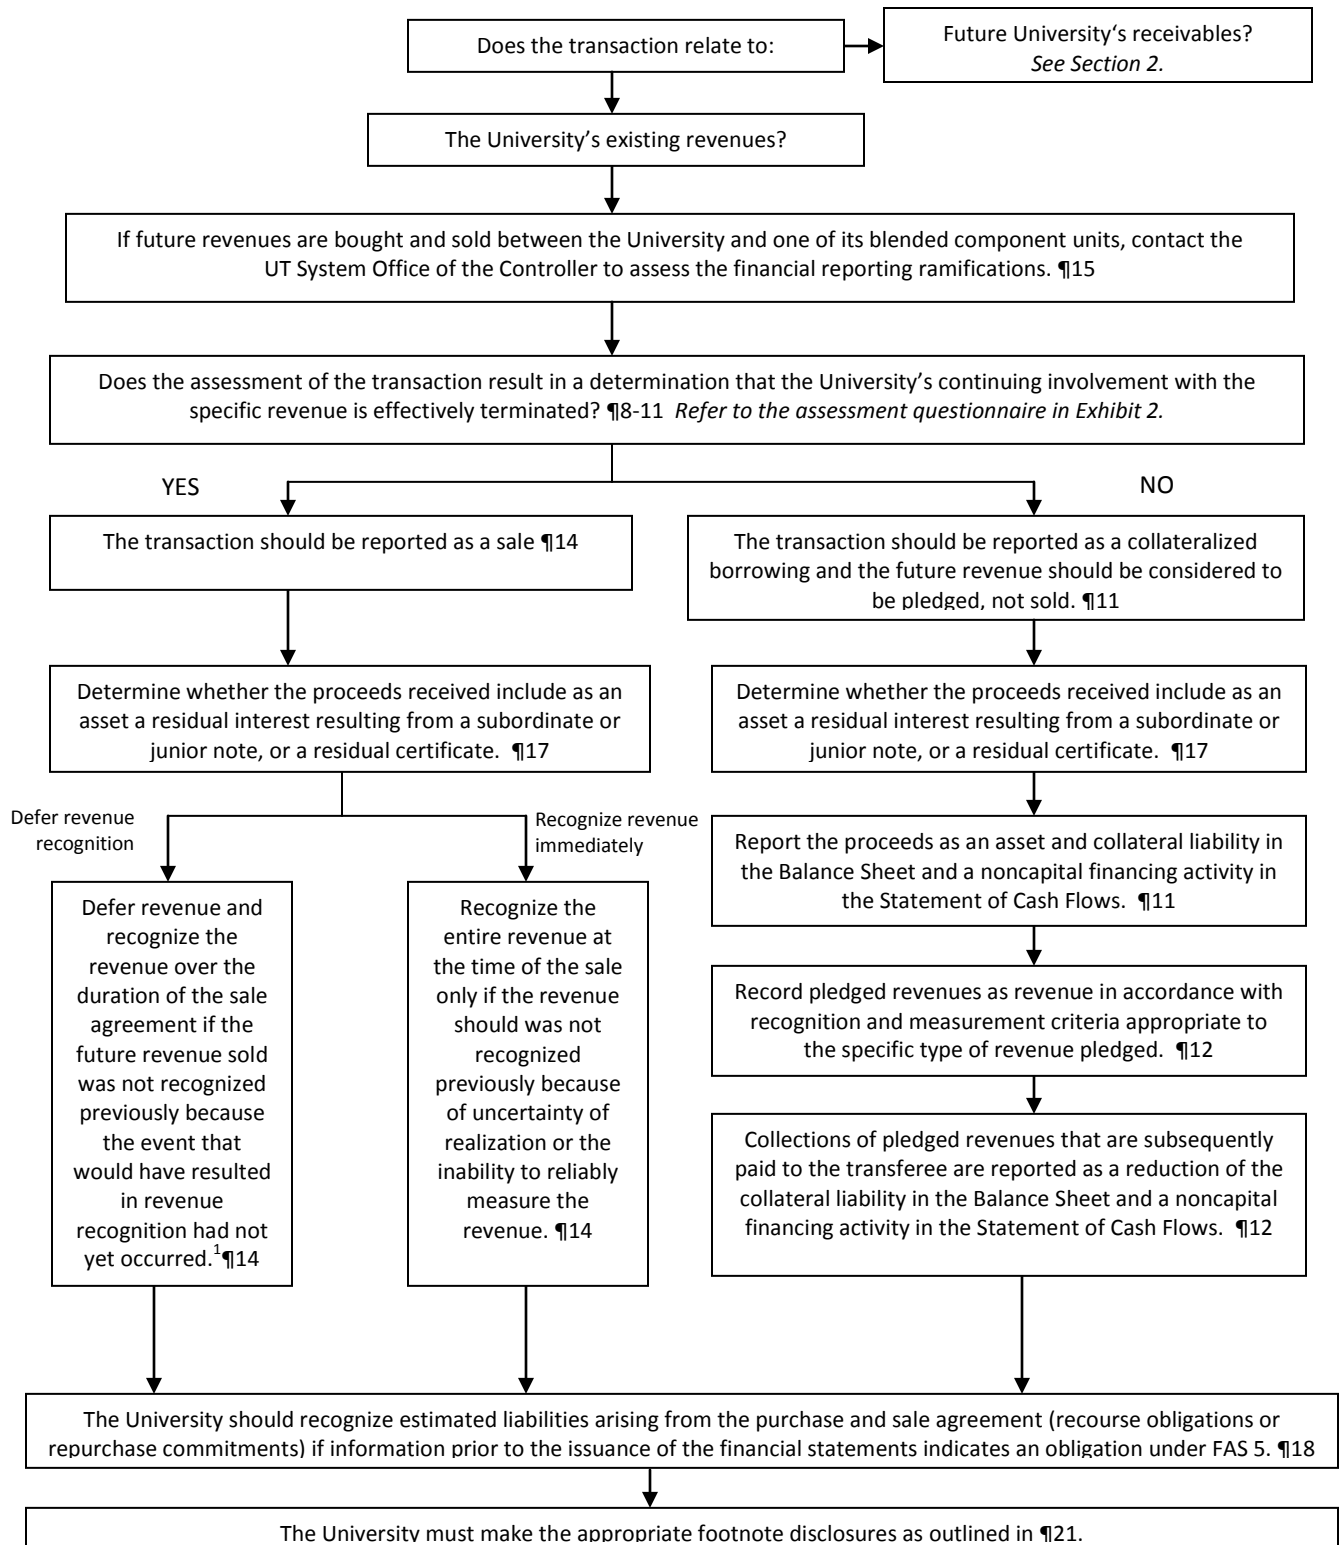 Does the transaction relate to:
Future University‘s receivables?
See Section 2.
The University’s existing revenues?
If future revenues are bought and sold between the University and one of its blended component units, contact the
UT System Office of the Controller to assess the financial reporting ramifications. ¶15
Does the assessment of the transaction result in a determination that the University’s continuing involvement with the
specific revenue is effectively terminated? ¶8-11 Refer to the assessment questionnaire in Exhibit 2.
YES
NO
The transaction should be reported as a sale ¶14
The transaction should be reported as a collateralized
borrowing and the future revenue should be considered to
be pledged, not sold. ¶11
Determine whether the proceeds received include as an
asset a residual interest resulting from a subordinate or
junior note, or a residual certificate. ¶17
Determine whether the proceeds received include as an
asset a residual interest resulting from a subordinate or
junior note, or a residual certificate. ¶17
Defer revenue
recognition
Recognize revenue
immediately
Defer revenue and
recognize the
revenue over the
duration of the sale
agreement if the
future revenue sold
was not recognized
previously because
the event that
would have resulted
in revenue
recognition had not
yet occurred.1¶14
Recognize the
entire revenue at
the time of the sale
only if the revenue
should was not
recognized
previously because
of uncertainty of
realization or the
inability to reliably
measure the
revenue. ¶14
Report the proceeds as an asset and collateral liability in
the Balance Sheet and a noncapital financing activity in
the Statement of Cash Flows. ¶11
Record pledged revenues as revenue in accordance with
recognition and measurement criteria appropriate to
the specific type of revenue pledged. ¶12
Collections of pledged revenues that are subsequently
paid to the transferee are reported as a reduction of the
collateral liability in the Balance Sheet and a noncapital
financing activity in the Statement of Cash Flows. ¶12
The University should recognize estimated liabilities arising from the purchase and sale agreement (recourse obligations or
repurchase commitments) if information prior to the issuance of the financial statements indicates an obligation under FAS 5. ¶18
The University must make the appropriate footnote disclosures as outlined in ¶21.